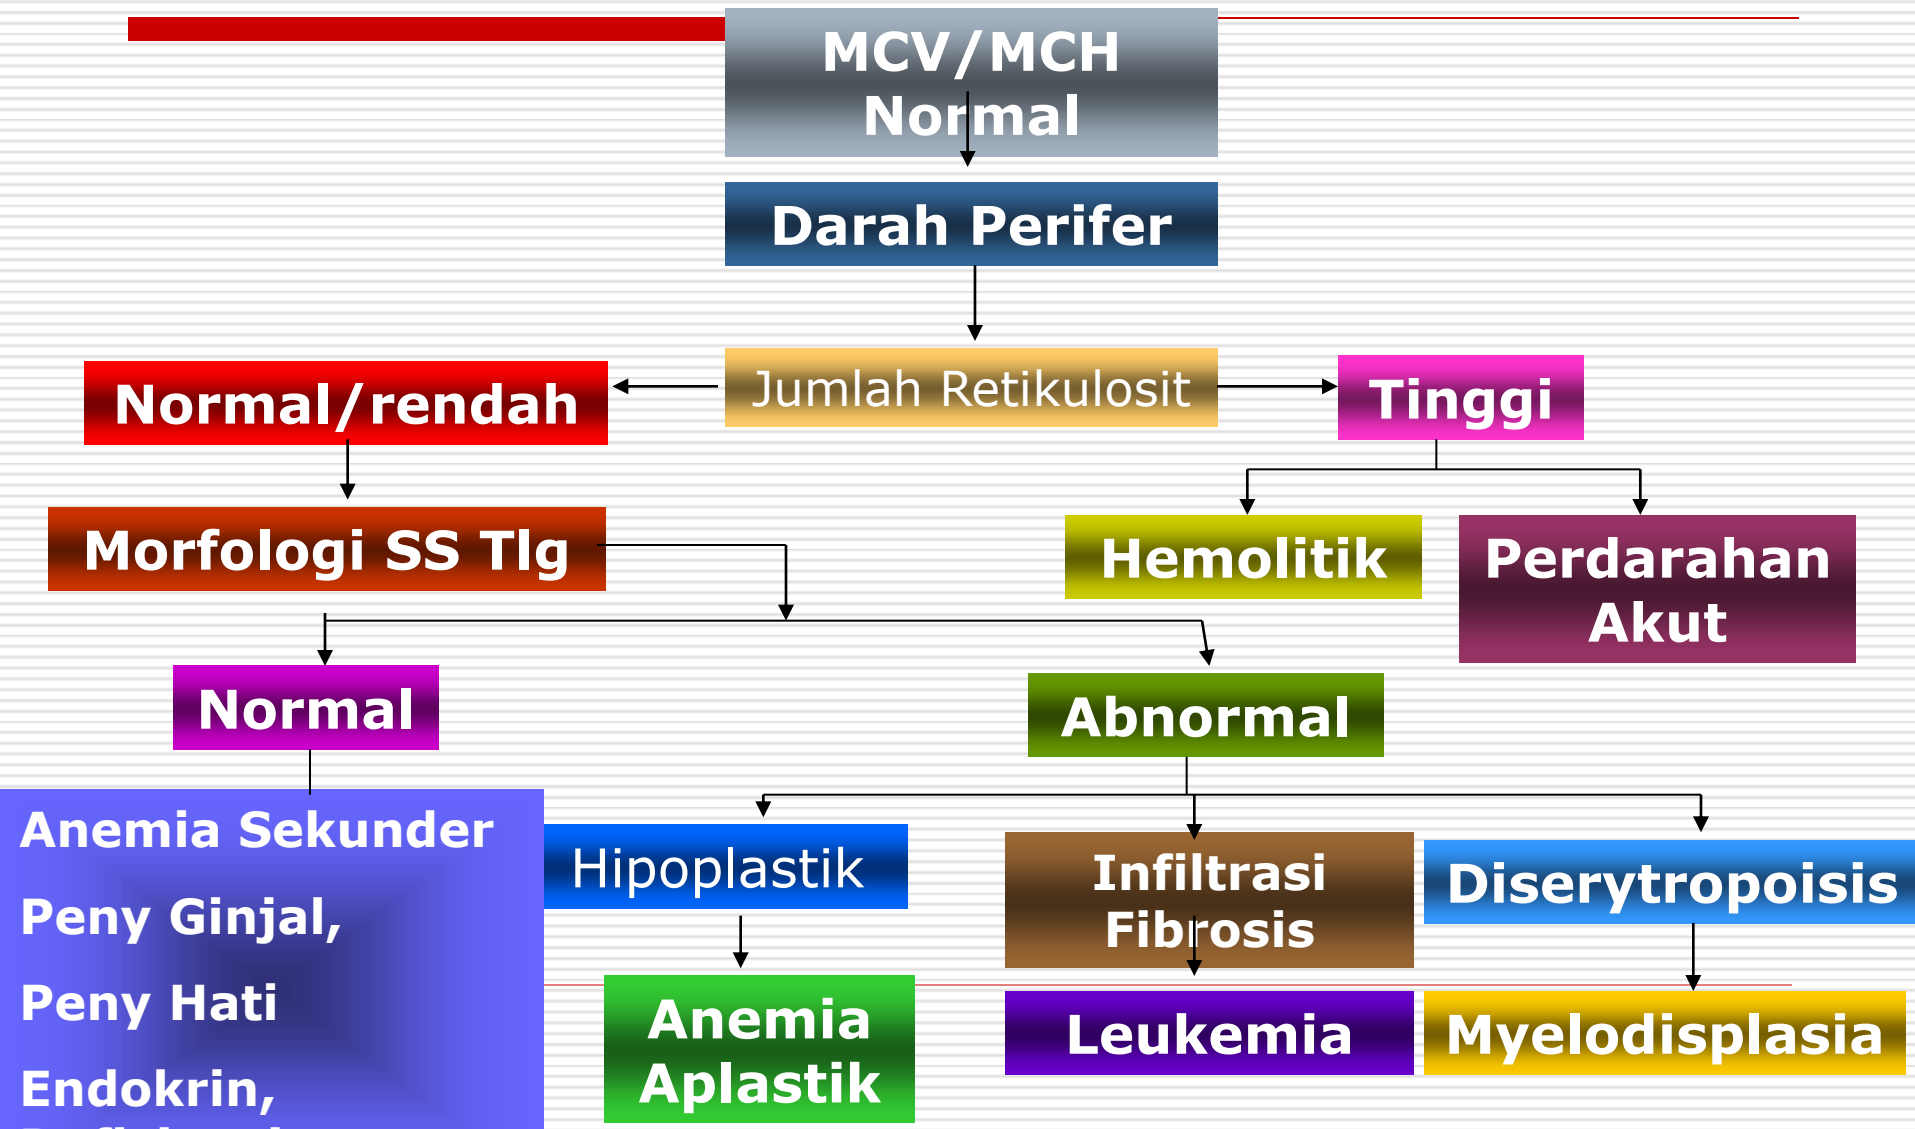 MCV/MCH
Normal
Darah Perifer
Jumlah Retikulosit
Normal/rendah
Tinggi
Morfologi SS Tlg
Hemolitik
Perdarahan
Akut
Normal
Abnormal
Anemia Sekunder
Peny Ginjal,
Peny Hati
Endokrin,
Hipoplastik
Infiltrasi
Fibrosis
Diserytropoisis
Anemia
Aplastik
Leukemia
Myelodisplasia